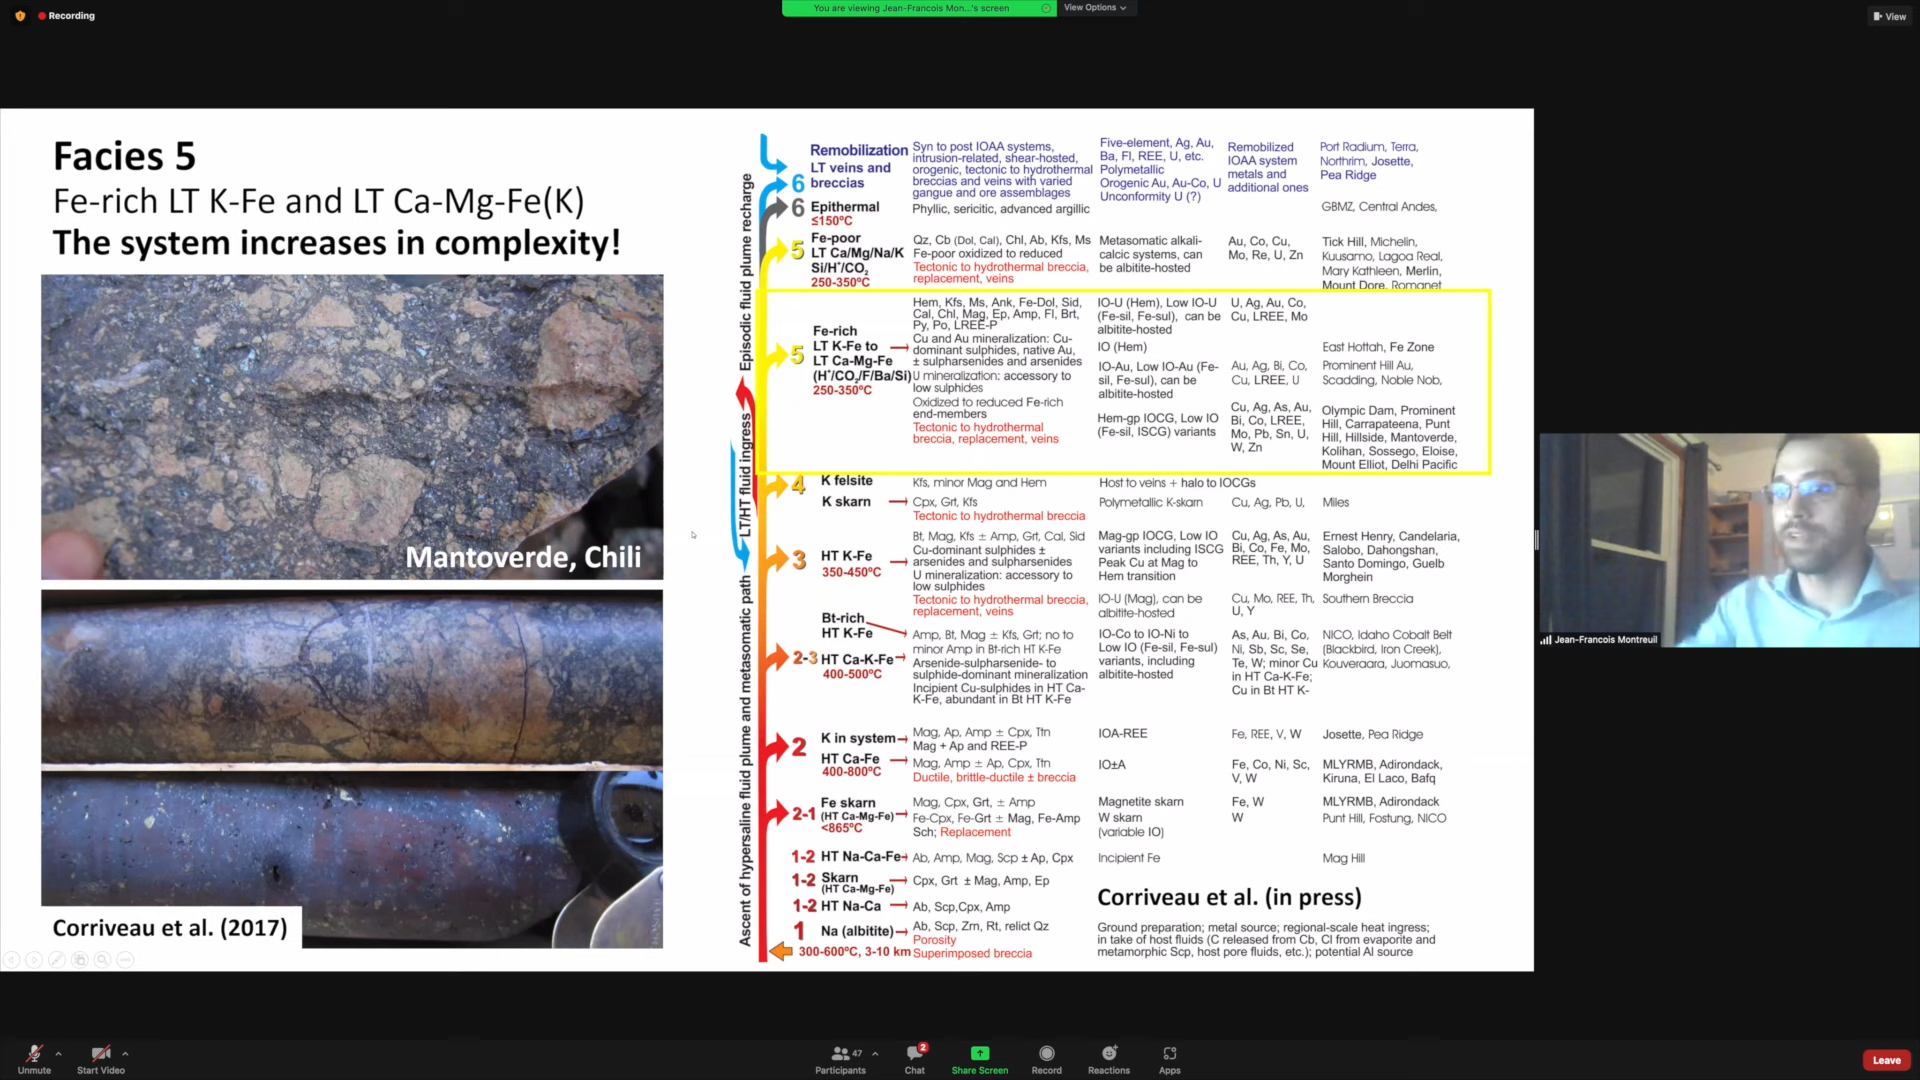 Recording
You are viewing Jean-Francois Mon...'s screen
View Options
View
Facies 5
Fe-rich LT K-Fe and LT Ca-Mg-Fe(K)
The system increases in complexity!
Mantoverde, Chili
Corriveau et al. (2017)
Episodic fluid plume recharge
LT/HT fluid ingress
Ascent of hypersaline fluid plume and metasomatic path
6
Remobilization
LT veins and
breccias
Syn to post IOAA systems,
intrusion-related, shear-hosted,
orogenic, tectonic to hydrothermal
breccias and veins with varied
gangue and ore assemblages
Five-element, Ag, Au,
Ba, Fl, REE, U, etc.
Polymetallic
Orogenic Au, Au-Co, U
Unconformity U (?)
Remobilized
IOAA system
metals and
additional ones
Port Radium, Terra,
Northrim, Josette,
Pea Ridge
6 Epithermal
≤150ºC
Phyllic, sericitic, advanced argillic
GBMZ, Central Andes,
5
Fe-poor
LT Ca/Mg/Na/K
Si/H⁺/CO₂
250-350ºC
Qz, Cb (Dol, Cal), Chl, Ab, Kfs, Ms
Fe-poor oxidized to reduced
Tectonic to hydrothermal breccia,
replacement, veins
Metasomatic alkali-
calcic systems, can
be albitite-hosted
Au, Co, Cu,
Mo, Re, U, Zn
Tick Hill, Michelin,
Kuusamo, Lagoa Real,
Mary Kathleen, Merlin,
Mount Dore, Romanet
5
Fe-rich
LT K-Fe to
LT Ca-Mg-Fe
(H⁺/CO₂/F/Ba/Si)
250-350ºC
Hem, Kfs, Ms, Ank, Fe-Dol, Sid,
Cal, Chl, Mag, Ep, Amp, Fl, Brt,
Py, Po, LREE-P
Cu and Au mineralization: Cu-
dominant sulphides, native Au,
± sulpharsenides and arsenides
U mineralization: accessory to
low sulphides
Oxidized to reduced Fe-rich
end-members
Tectonic to hydrothermal
breccia, replacement, veins
IO-U (Hem), Low IO-U
(Fe-sil, Fe-sul), can be
albitite-hosted
IO (Hem)
IO-Au, Low IO-Au (Fe-
sil, Fe-sul), can be
albitite-hosted
Hem-gp IOCG, Low IO
(Fe-sil, ISCG) variants
U, Ag, Au, Co,
Cu, LREE, Mo
Au, Ag, Bi, Co,
Cu, LREE, U
Cu, Ag, As, Au,
Bi, Co, LREE,
Mo, Pb, Sn, U,
W, Zn
East Hottah, Fe Zone
Prominent Hill Au,
Scadding, Noble Nob,
Olympic Dam, Prominent
Hill, Carrapateena, Punt
Hill, Hillside, Mantoverde,
Kolihan, Sossego, Eloise,
Mount Elliot, Delhi Pacific
4 K felsite
Kfs, minor Mag and Hem
Host to veins + halo to IOCGs
K skarn
Cpx, Grt, Kfs
Tectonic to hydrothermal breccia
Polymetallic K-skarn
Cu, Ag, Pb, U,
Miles
3 HT K-Fe
350-450ºC
Bt, Mag, Kfs ± Amp, Grt, Cal, Sid
Cu-dominant sulphides ±
arsenides and sulpharsenides
U mineralization: accessory to
low sulphides
Tectonic to hydrothermal breccia,
replacement, veins
Mag-gp IOCG, Low IO
variants including ISCG
Peak Cu at Mag to
Hem transition
IO-U (Mag), can be
albitite-hosted
Cu, Ag, As, Au,
Bi, Co, Fe, Mo,
REE, Th, Y, U
Cu, Mo, REE, Th,
U, Y
Ernest Henry, Candelaria,
Salobo, Dahongshan,
Santo Domingo, Guelb
Morghein
Southern Breccia
Bt-rich
HT K-Fe
2-3 HT Ca-K-Fe
400-500ºC
Amp, Bt, Mag ± Kfs, Grt; no to
minor Amp in Bt-rich HT K-Fe
Arsenide-sulpharsenide- to
sulphide-dominant mineralization
Incipient Cu-sulphides in HT Ca-
K-Fe, abundant in Bt HT K-Fe
IO-Co to IO-Ni to
Low IO (Fe-sil, Fe-sul)
variants, including
albitite-hosted
As, Au, Bi, Co,
Ni, Sb, Sc, Se,
Te, W; minor Cu
in HT Ca-K-Fe;
Cu in Bt HT K-
NICO, Idaho Cobalt Belt
(Blackbird, Iron Creek),
Kouveraara, Juomasuo,
2
K in system
HT Ca-Fe
400-800ºC
Mag, Ap, Amp ± Cpx, Ttn
Mag + Ap and REE-P
Mag, Amp ± Ap, Cpx, Ttn
Ductile, brittle-ductile ± breccia
IOA-REE
IO±A
Fe, REE, V, W
Fe, Co, Ni, Sc,
V, W
Josette, Pea Ridge
MLYRMB, Adirondack,
Kiruna, El Laco, Bafq
2-1
Fe skarn
(HT Ca-Mg-Fe)
<865ºC
Mag, Cpx, Grt, ± Amp
Fe-Cpx, Fe-Grt ± Mag, Fe-Amp
Sch; Replacement
Magnetite skarn
W skarn
(variable IO)
Fe, W
W
MLYRMB, Adirondack
Punt Hill, Fostung, NICO
1-2 HT Na-Ca-Fe
Ab, Amp, Mag, Scp ± Ap, Cpx
Incipient Fe
Mag Hill
1-2 Skarn
(HT Ca-Mg-Fe)
Cpx, Grt ± Mag, Amp, Ep
1-2 HT Na-Ca
Ab, Scp,Cpx, Amp
1 Na (albitite)
Ab, Scp, Zrn, Rt, relict Qz
Porosity
Superimposed breccia
300-600ºC, 3-10 km
Corriveau et al. (in press)
Ground preparation; metal source; regional-scale heat ingress;
in take of host fluids (C released from Cb, Cl from evaporite and
metamorphic Scp, host pore fluids, etc.); potential Al source
Jean-Francois Montreuil
Unmute
Start Video
47
Participants
2
Chat
Share Screen
Record
Reactions
Apps
Leave